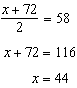 (x + 72)/2 = 58
x + 72 = 116
x = 44